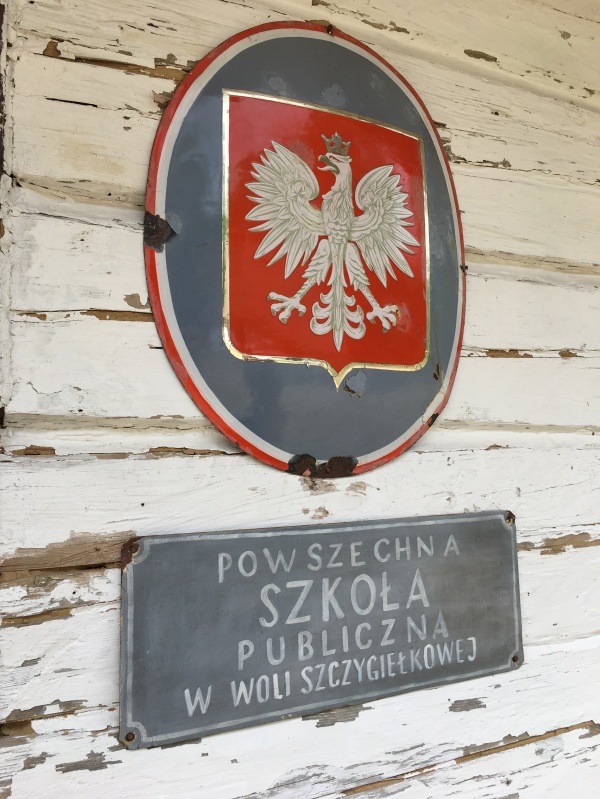 POWSZECHNA
SZKOŁA
PUBLICZNA
W WOLI SZCZYGIEŁKOWEJ